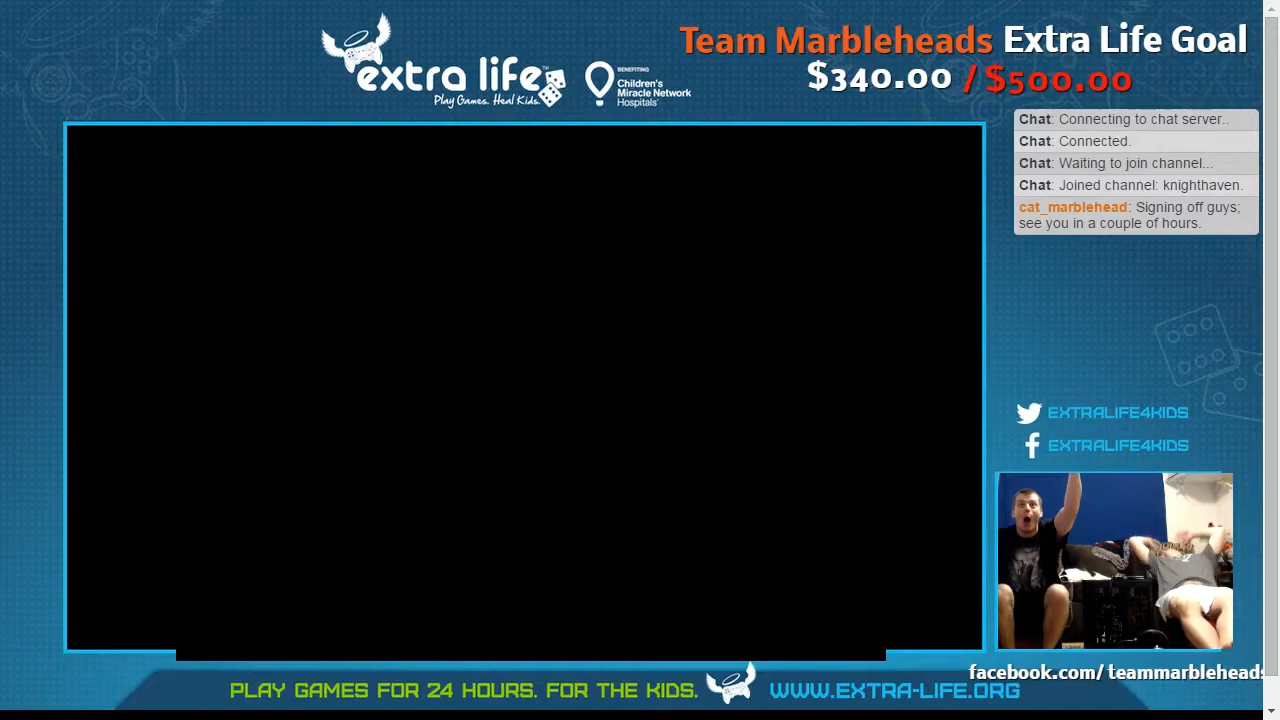 Team Marbleheads Extra Life Goal
$340.00 / $500.00
extra life™
Play Games. Heal Kids.
BENEFITING
Children's
Miracle Network
Hospitals
Chat: Connecting to chat server..
Chat: Connected.
Chat: Waiting to join channel...
Chat: Joined channel: knighthaven.
cat_marblehead: Signing off guys;
see you in a couple of hours.
EXTRALIFE4KIDS
EXTRALIFE4KIDS
facebook.com/teammarbleheads
PLAY GAMES FOR 24 HOURS. FOR THE KIDS.
WWW.EXTRA-LIFE.ORG